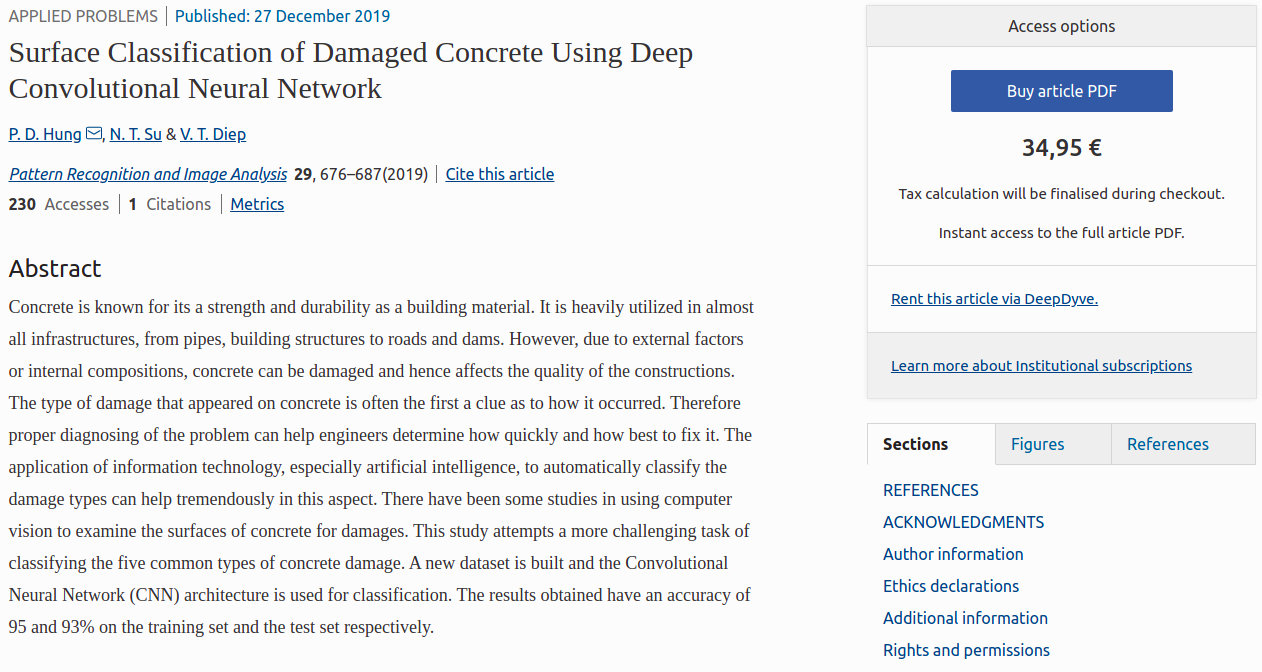 APPLIED PROBLEMS | Published: 27 December 2019
Surface Classification of Damaged Concrete Using Deep
Convolutional Neural Network
P. D. Hung, N. T. Su & V. T. Diep
Pattern Recognition and Image Analysis 29, 676–687(2019) | Cite this article
230 Accesses | 1 Citations | Metrics
Abstract
Concrete is known for its a strength and durability as a building material. It is heavily utilized in almost
all infrastructures, from pipes, building structures to roads and dams. However, due to external factors
or internal compositions, concrete can be damaged and hence affects the quality of the constructions.
The type of damage that appeared on concrete is often the first a clue as to how it occurred. Therefore
proper diagnosing of the problem can help engineers determine how quickly and how best to fix it. The
application of information technology, especially artificial intelligence, to automatically classify the
damage types can help tremendously in this aspect. There have been some studies in using computer
vision to examine the surfaces of concrete for damages. This study attempts a more challenging task of
classifying the five common types of concrete damage. A new dataset is built and the Convolutional
Neural Network (CNN) architecture is used for classification. The results obtained have an accuracy of
95 and 93% on the training set and the test set respectively.
Access options
Buy article PDF
34,95 €
Tax calculation will be finalised during checkout.
Instant access to the full article PDF.
Rent this article via DeepDyve.
Learn more about Institutional subscriptions
Sections Figures References
REFERENCES
ACKNOWLEDGMENTS
Author information
Ethics declarations
Additional information
Rights and permissions